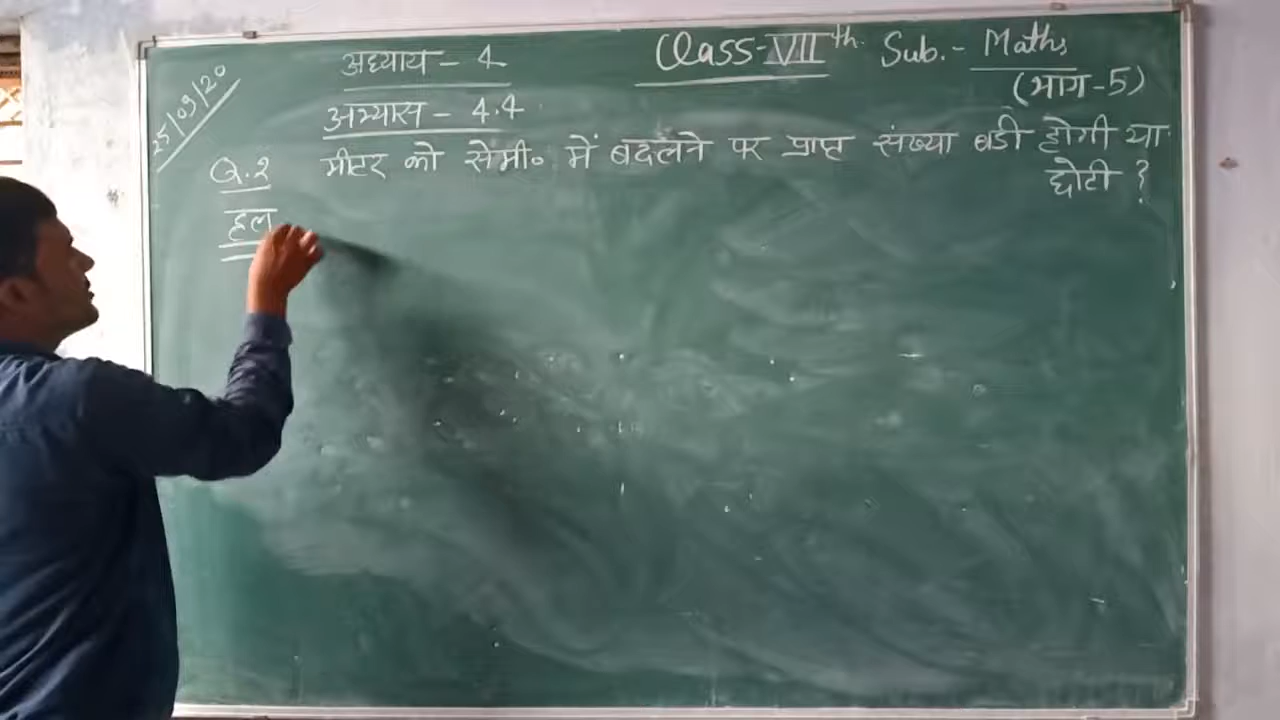 25/09/20
अध्याय - 4
Class-VIIth. Sub.- Maths
(भाग-5)
अभ्यास - 4.4
Q.2 मीटर को सेमी० में बदलने पर प्राप्त संख्या बडी होगी या
छोटी ?
हल